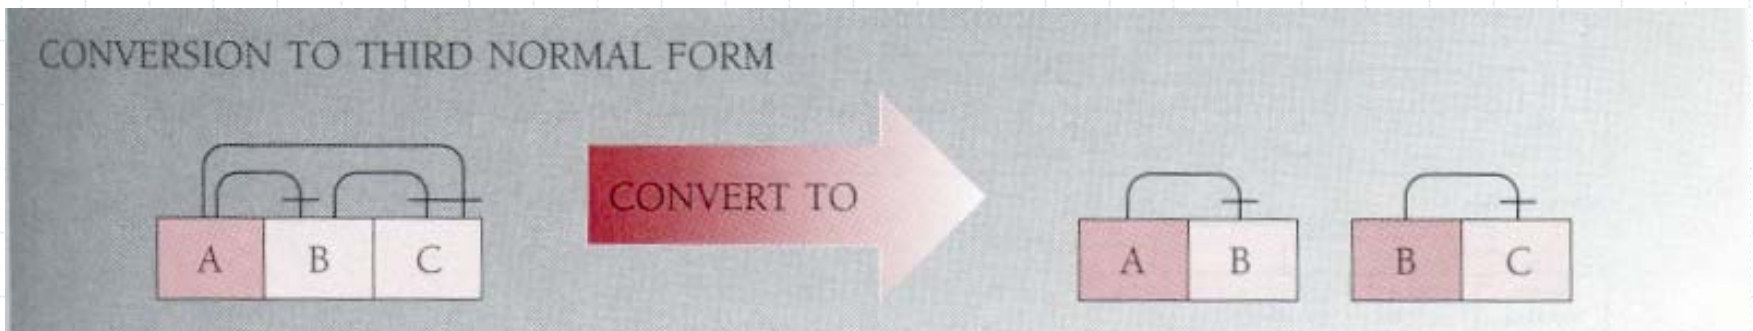 CONVERSION TO THIRD NORMAL FORM
CONVERT TO
A B C
A B
B C